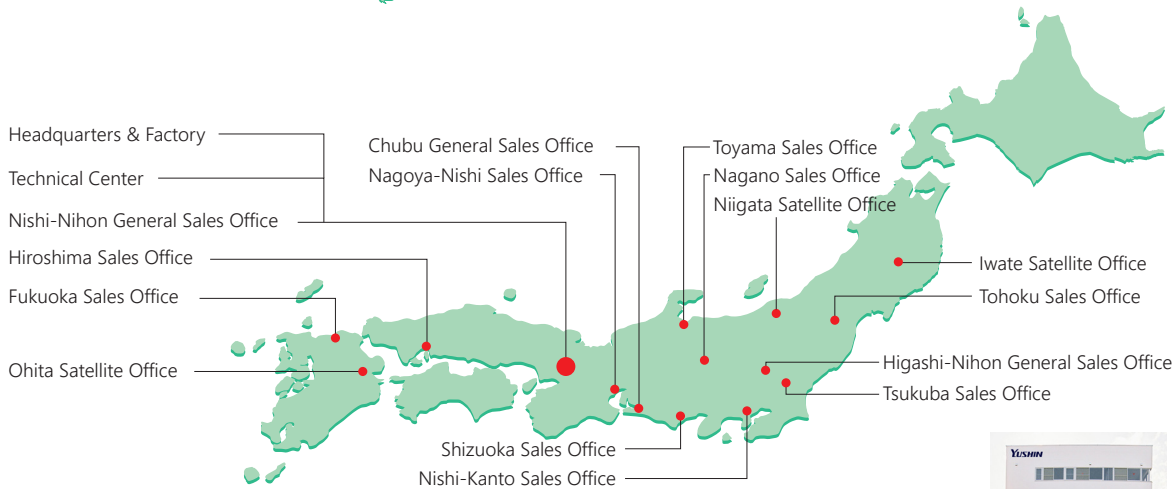 Headquarters & Factory
Technical Center
Nishi-Nihon General Sales Office
Hiroshima Sales Office
Fukuoka Sales Office
Ohita Satellite Office
Chubu General Sales Office
Nagoya-Nishi Sales Office
Toyama Sales Office
Nagano Sales Office
Niigata Satellite Office
Iwate Satellite Office
Tohoku Sales Office
Higashi-Nihon General Sales Office
Tsukuba Sales Office
Shizuoka Sales Office
Nishi-Kanto Sales Office
YUSHIN